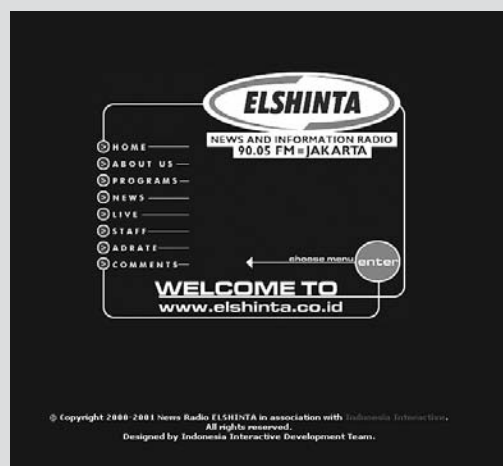 ELSHINTA
NEWS AND INFORMATION RADIO
90.05 FM = JAKARTA
HOME
ABOUT US
PROGRAMS
NEWS
LIVE
STAFF
ADRATE
COMMENTS
choose menu
enter
WELCOME TO
www.elshinta.co.id
© Copyright 2000-2001 News Radio ELSHINTA in association with Indonesia Interactive.
All rights reserved.
Designed by Indonesia Interactive Development Team.